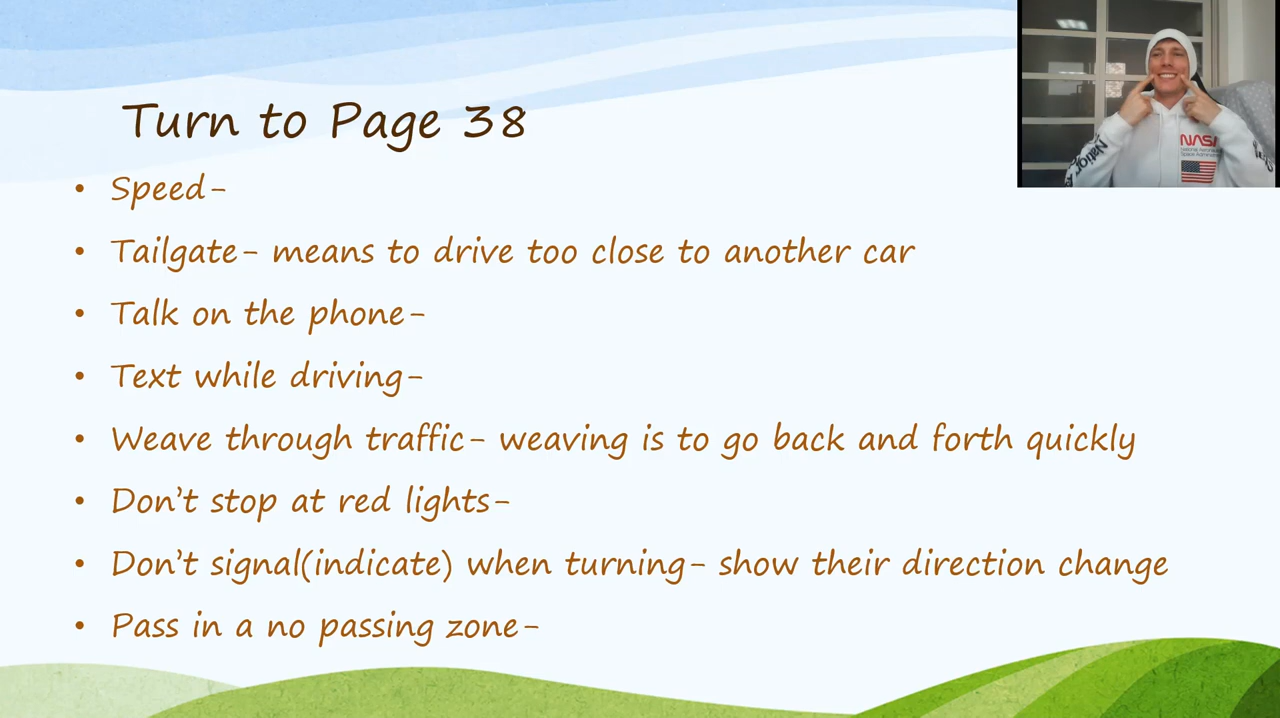 Turn to Page 38
• Speed-
• Tailgate- means to drive too close to another car
• Talk on the phone-
• Text while driving-
• Weave through traffic- weaving is to go back and forth quickly
• Don't stop at red lights-
• Don't signal(indicate) when turning- show their direction change
• Pass in a no passing zone-
NASA
Space Administration